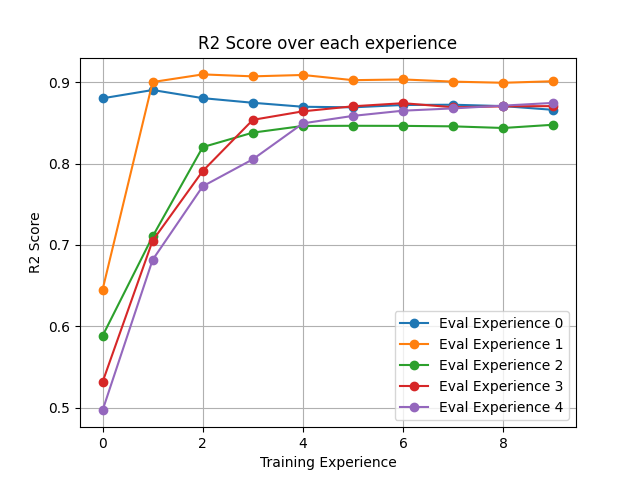 R2 Score over each experience
0.9
0.8
0.7
0.6
0.5
R2 Score
0 2 4 6 8
Training Experience
Eval Experience 0
Eval Experience 1
Eval Experience 2
Eval Experience 3
Eval Experience 4